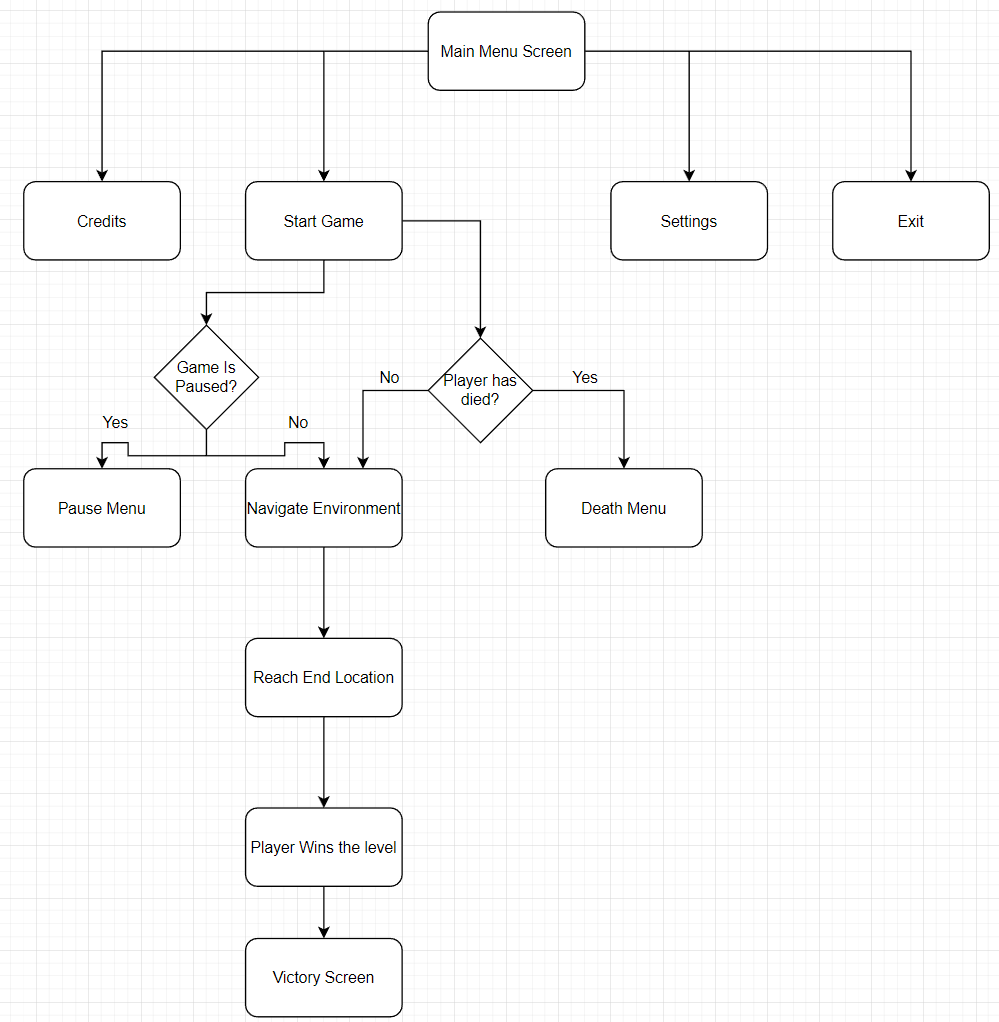 Main Menu Screen
Credits
Start Game
Settings
Exit
Game Is
Paused?
Player has
died?
No
Yes
Yes
No
Pause Menu
Navigate Environment
Death Menu
Reach End Location
Player Wins the level
Victory Screen